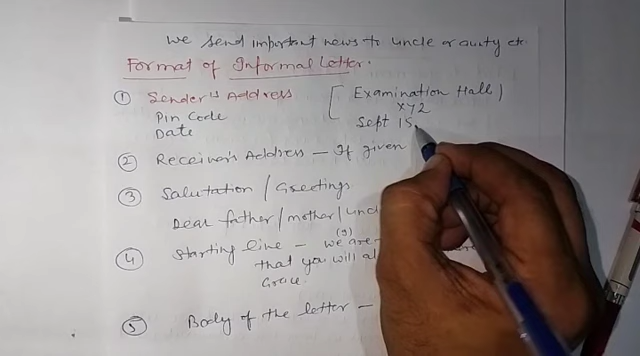 We send important news to uncle or aunty etc.
Format of Informal Letter.
① Sender's Address
Pin Code
Date
[Examination Hall)
XYZ
Sept 15
② Receiver's Address – If given
③ Salutation / Greetings
Dear father / mother / uncl
④ Starting line – We are
(9)
that you will al
Grace.
⑤ Body of the letter –